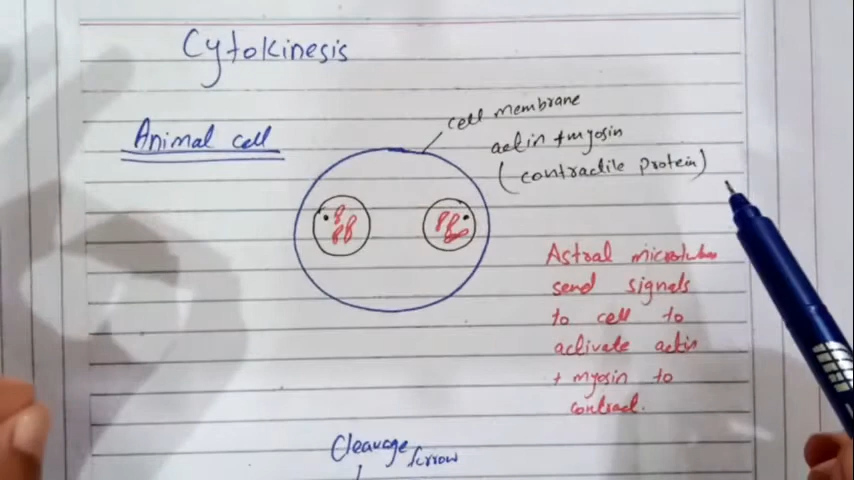 Cytokinesis
Animal cell
cell membrane
actin + myosin
(contractile protein)
Astral microtubes
send signals
to cell to
activate actin
+ myosin to
contract.
Cleavage furrow